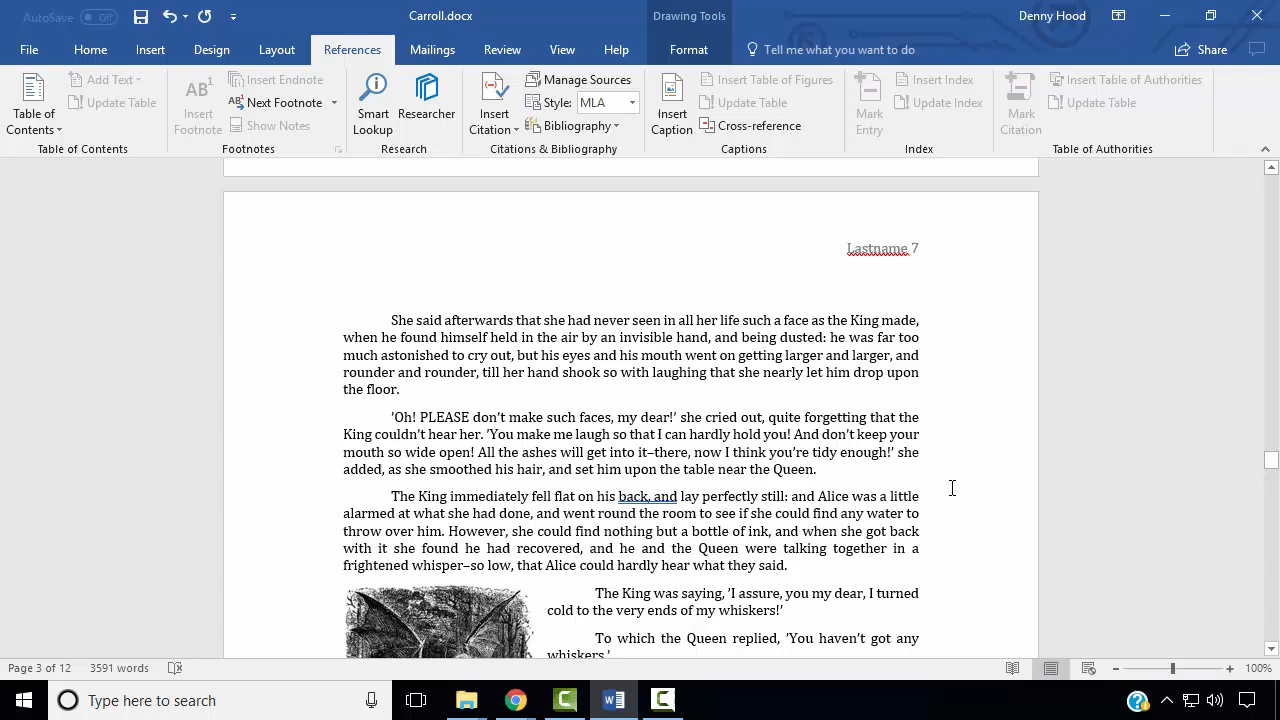 AutoSave Off
Carroll.docx
Drawing Tools
Denny Hood
File Home Insert Design Layout References Mailings Review View Help Format Tell me what you want to do Share
Table of Contents
Add Text
Update Table
Table of Contents
AB¹ Insert Footnote
Insert Endnote
AB¹ Next Footnote
Show Notes
Footnotes
Smart Lookup
Researcher
Research
Insert Citation
Manage Sources
Style: MLA
Bibliography
Citations & Bibliography
Insert Caption
Insert Table of Figures
Update Table
Cross-reference
Captions
Mark Entry
Insert Index
Update Index
Index
Mark Citation
Insert Table of Authorities
Update Table
Table of Authorities
Lastname 7
She said afterwards that she had never seen in all her life such a face as the King made,
when he found himself held in the air by an invisible hand, and being dusted: he was far too
much astonished to cry out, but his eyes and his mouth went on getting larger and larger, and
rounder and rounder, till her hand shook so with laughing that she nearly let him drop upon
the floor.
'Oh! PLEASE don't make such faces, my dear!' she cried out, quite forgetting that the
King couldn't hear her. 'You make me laugh so that I can hardly hold you! And don't keep your
mouth so wide open! All the ashes will get into it–there, now I think you're tidy enough!' she
added, as she smoothed his hair, and set him upon the table near the Queen.
The King immediately fell flat on his back, and lay perfectly still: and Alice was a little
alarmed at what she had done, and went round the room to see if she could find any water to
throw over him. However, she could find nothing but a bottle of ink, and when she got back
with it she found he had recovered, and he and the Queen were talking together in a
frightened whisper–so low, that Alice could hardly hear what they said.
The King was saying, 'I assure, you my dear, I turned
cold to the very ends of my whiskers!'
To which the Queen replied, 'You haven't got any
whiskers.'
Page 3 of 12 3591 words 100%
Type here to search